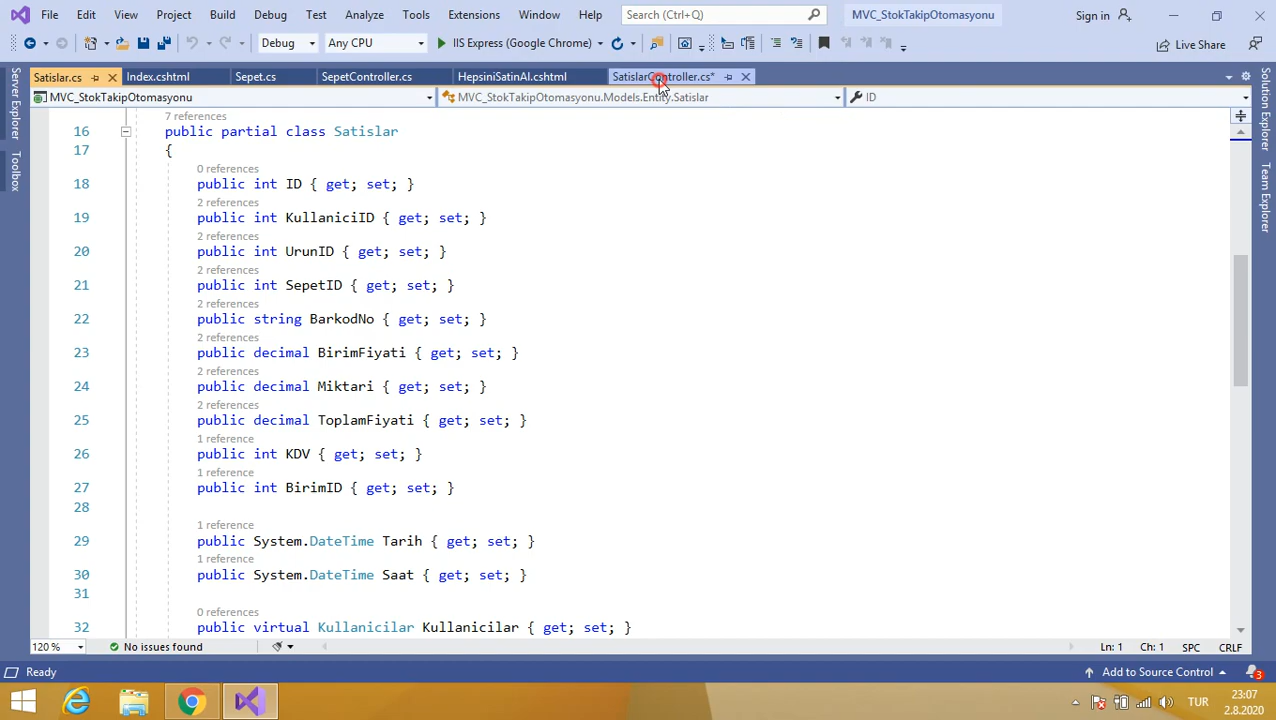 File Edit View Project Build Debug Test Analyze Tools Extensions Window Help Search (Ctrl+Q) MVC_StokTakipOtomasyonu Sign in
Debug Any CPU IIS Express (Google Chrome) Live Share
Satislar.cs Index.cshtml Sepet.cs SepetController.cs HepsiniSatinAl.cshtml SatislarController.cs*
MVC_StokTakipOtomasyonu MVC_StokTakipOtomasyonu.Models.Entity.Satislar ID
Server Explorer
Toolbox
Solution Explorer
Team Explorer
7 references
16 public partial class Satislar
17 {
0 references
18 public int ID { get; set; }
2 references
19 public int KullaniciID { get; set; }
2 references
20 public int UrunID { get; set; }
2 references
21 public int SepetID { get; set; }
2 references
22 public string BarkodNo { get; set; }
2 references
23 public decimal BirimFiyati { get; set; }
2 references
24 public decimal Miktari { get; set; }
2 references
25 public decimal ToplamFiyati { get; set; }
1 reference
26 public int KDV { get; set; }
1 reference
27 public int BirimID { get; set; }
28
1 reference
29 public System.DateTime Tarih { get; set; }
1 reference
30 public System.DateTime Saat { get; set; }
31
0 references
32 public virtual Kullanicilar Kullanicilar { get; set; }
120 % No issues found Ln: 1 Ch: 1 SPC CRLF
Ready Add to Source Control 3
TUR 23:07
2.8.2020